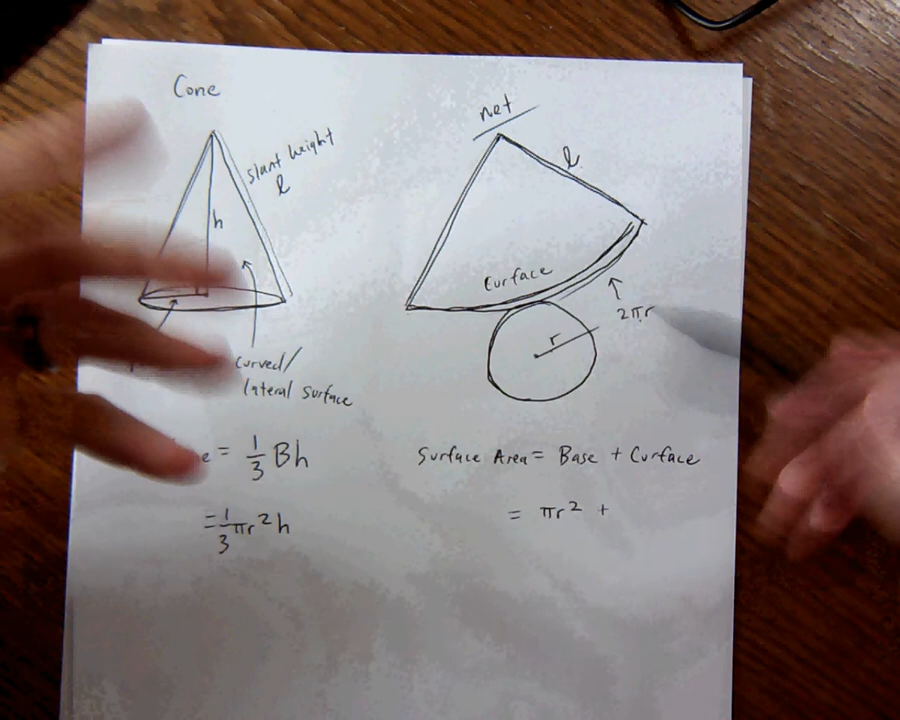 Cone
slant height
l
h
curved/
lateral surface
e = 1/3 Bh
= 1/3 πr²h
net
l
Curface
2πr
r
Surface Area = Base + Curface
= πr² +